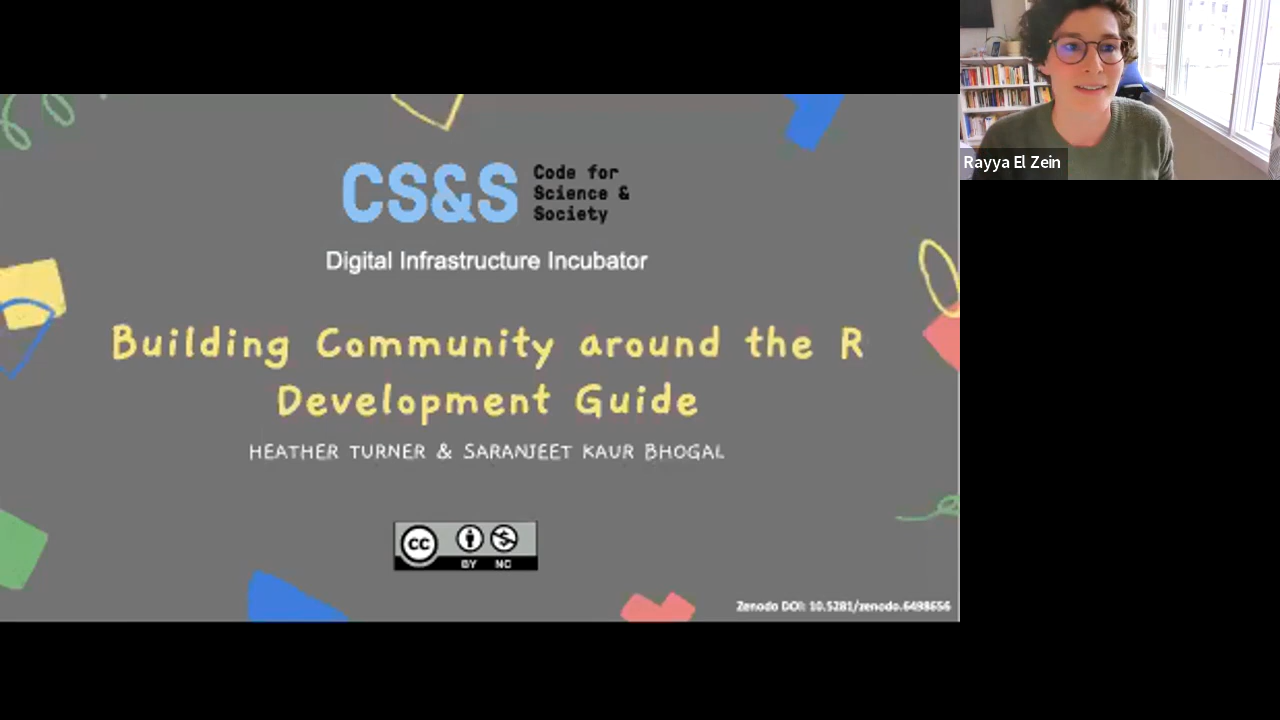 CS&S
Code for
Science &
Society
Digital Infrastructure Incubator
Building Community around the R
Development Guide
HEATHER TURNER & SARANJEET KAUR BHOGAL
CC
BY NC
Zenodo DOI: 10.5281/zenodo.6498656
Rayya El Zein